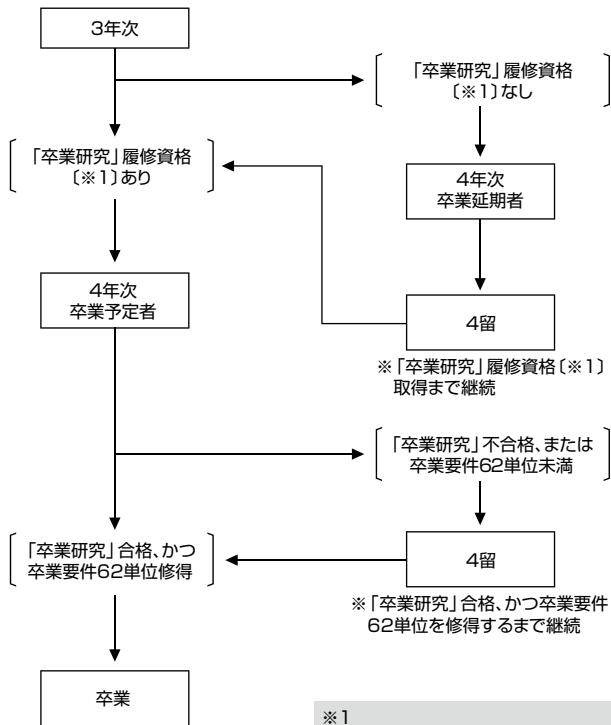 3年次
「卒業研究」履修資格
〔※1〕なし
「卒業研究」履修資格
〔※1〕あり
4年次
卒業延期者
4年次
卒業予定者
4留
※「卒業研究」履修資格〔※1〕
取得まで継続
「卒業研究」不合格、または
卒業要件62単位未満
「卒業研究」合格、かつ
卒業要件62単位修得
4留
※「卒業研究」合格、かつ卒業要件
62単位を修得するまで継続
卒業
※1